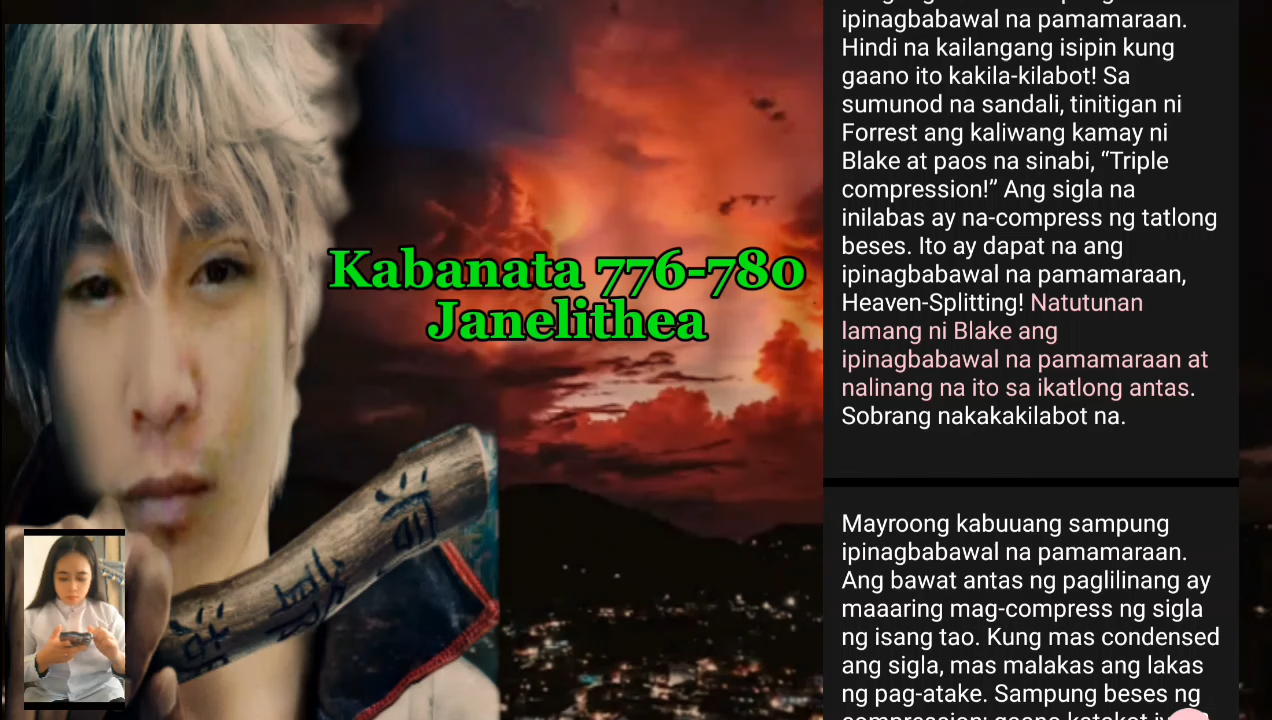 Kabanata 776-780
Janelithea
ipinagbabawal na pamamaraan.
Hindi na kailangang isipin kung
gaano ito kakila-kilabot! Sa
sumunod na sandali, tinitigan ni
Forrest ang kaliwang kamay ni
Blake at paos na sinabi, “Triple
compression!” Ang sigla na
inilabas ay na-compress ng tatlong
beses. Ito ay dapat na ang
ipinagbabawal na pamamaraan,
Heaven-Splitting! Natutunan
lamang ni Blake ang
ipinagbabawal na pamamaraan at
nalinang na ito sa ikatlong antas.
Sobrang nakakakilabot na.
Mayroong kabuuang sampung
ipinagbabawal na pamamaraan.
Ang bawat antas ng paglilinang ay
maaaring mag-compress ng sigla
ng isang tao. Kung mas condensed
ang sigla, mas malakas ang lakas
ng pag-atake. Sampung beses ng